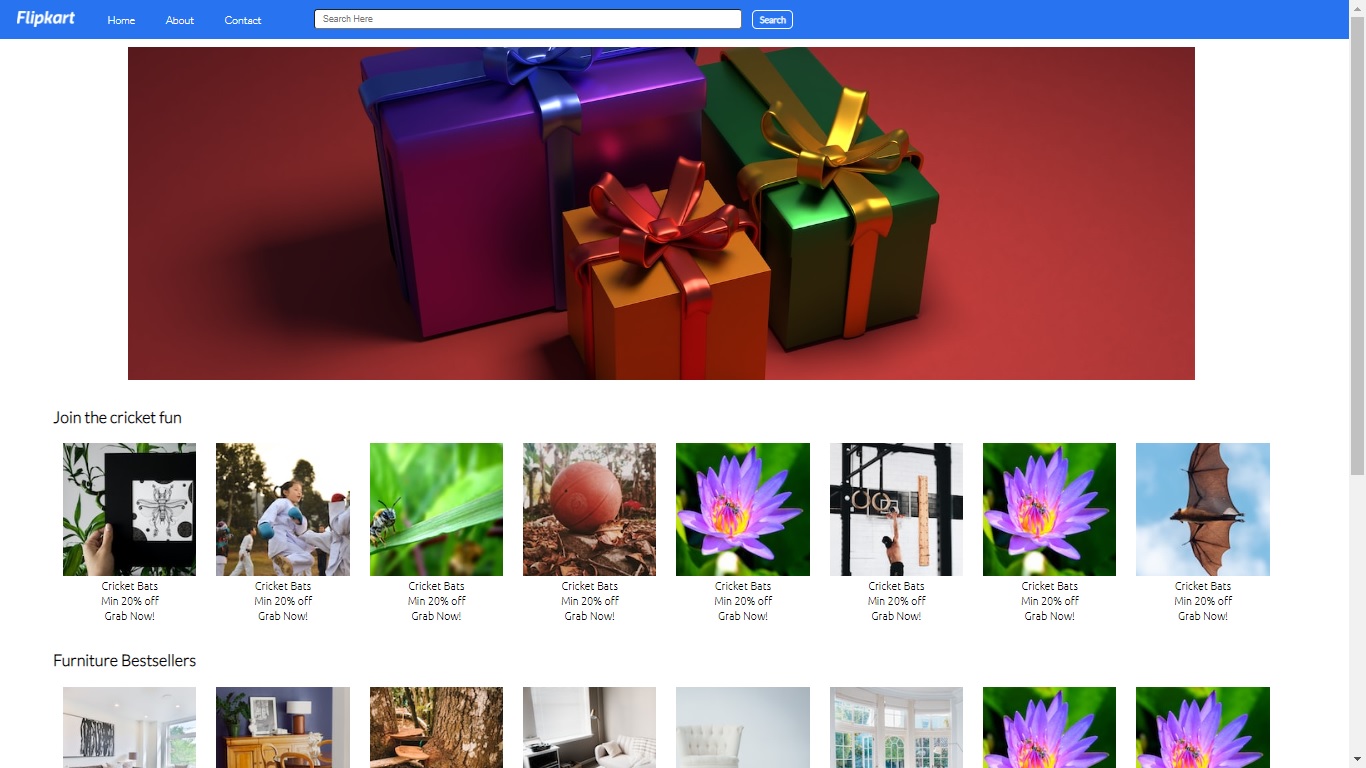 Flipkart Home About Contact Search Here Search
Join the cricket fun
Cricket Bats Cricket Bats Cricket Bats Cricket Bats Cricket Bats Cricket Bats Cricket Bats Cricket Bats
Min 20% off Min 20% off Min 20% off Min 20% off Min 20% off Min 20% off Min 20% off Min 20% off
Grab Now! Grab Now! Grab Now! Grab Now! Grab Now! Grab Now! Grab Now! Grab Now!
Furniture Bestsellers